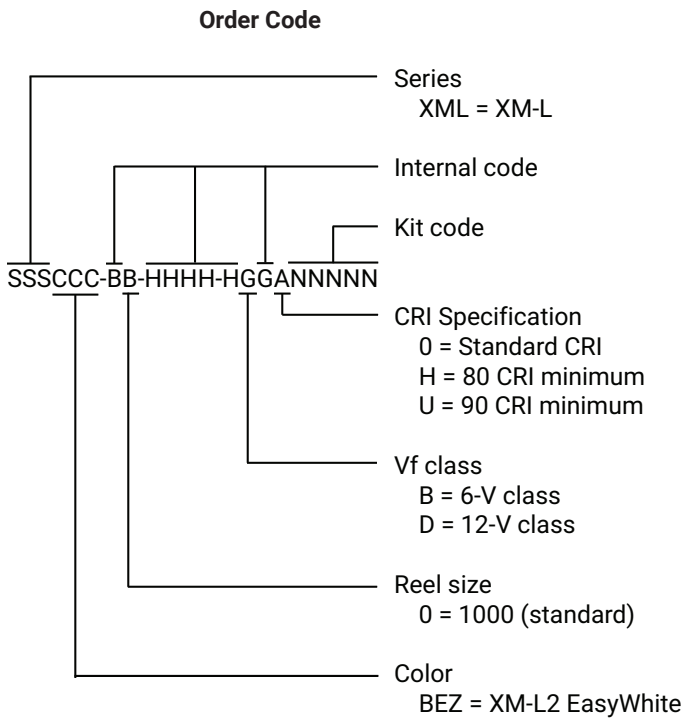 Order Code
Series
XML = XM-L
Internal code
Kit code
SSSCCC-BB-HHHH-HGGANNNNN
CRI Specification
0 = Standard CRI
H = 80 CRI minimum
U = 90 CRI minimum
Vf class
B = 6-V class
D = 12-V class
Reel size
0 = 1000 (standard)
Color
BEZ = XM-L2 EasyWhite